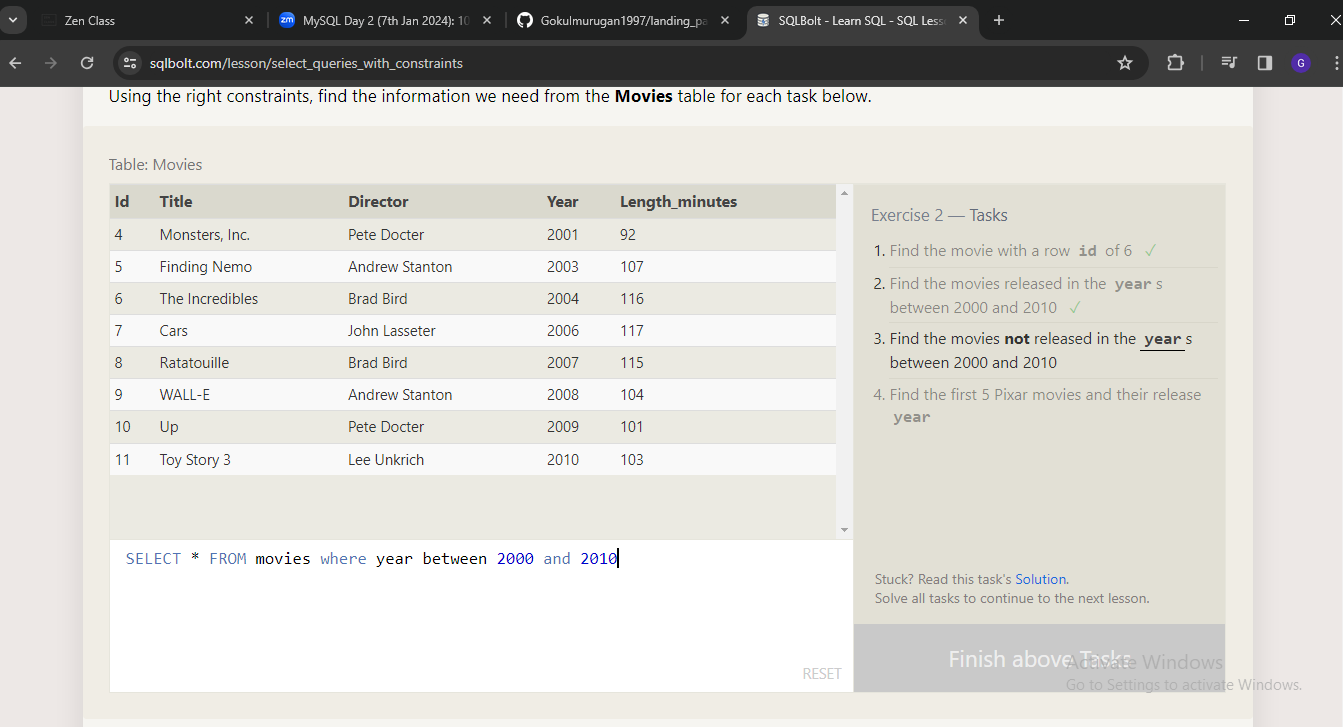 Zen Class
zm MySQL Day 2 (7th Jan 2024): 10
Gokulmurugan1997/landing_pa
SQLBolt - Learn SQL - SQL Less
sqlbolt.com/lesson/select_queries_with_constraints
G
Using the right constraints, find the information we need from the Movies table for each task below.
Table: Movies
Id Title Director Year Length_minutes
4 Monsters, Inc. Pete Docter 2001 92
5 Finding Nemo Andrew Stanton 2003 107
6 The Incredibles Brad Bird 2004 116
7 Cars John Lasseter 2006 117
8 Ratatouille Brad Bird 2007 115
9 WALL-E Andrew Stanton 2008 104
10 Up Pete Docter 2009 101
11 Toy Story 3 Lee Unkrich 2010 103
SELECT * FROM movies where year between 2000 and 2010
RESET
Exercise 2 — Tasks
1. Find the movie with a row id of 6 ✓
2. Find the movies released in the year s
between 2000 and 2010 ✓
3. Find the movies not released in the year s
between 2000 and 2010
4. Find the first 5 Pixar movies and their release
year
Stuck? Read this task's Solution.
Solve all tasks to continue to the next lesson.
Finish above Tasks
Activate Windows
Go to Settings to activate Windows.